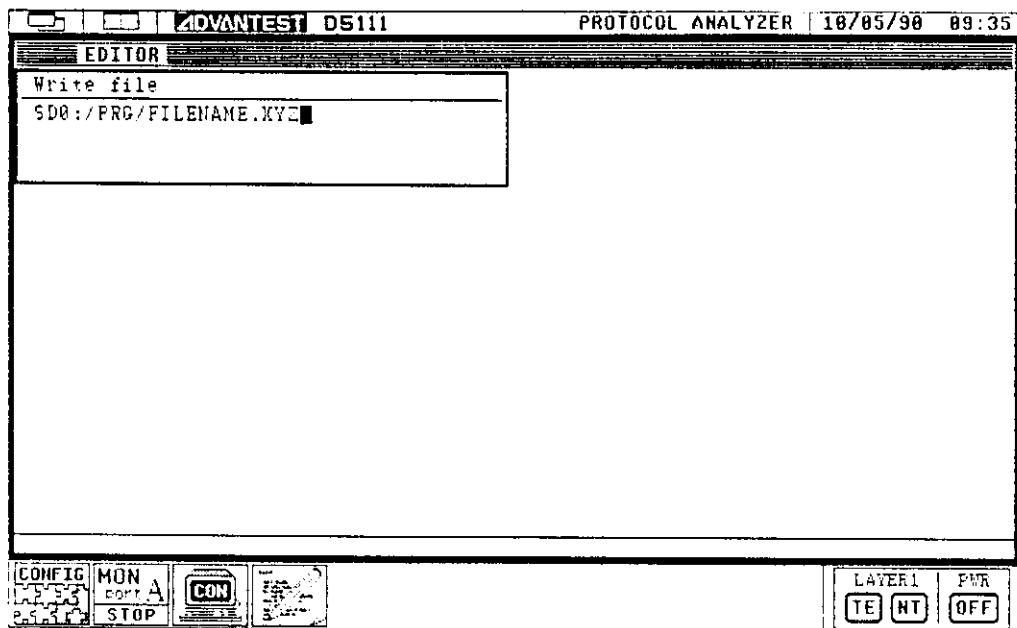 ADVANTEST D5111 PROTOCOL ANALYZER 10/05/90 09:35
EDITOR
Write file
SD0:/PRG/FILENAME.XYZ
CONFIG
MON
PORT A
STOP
CON
LAYER1
TE NT
PWR
OFF